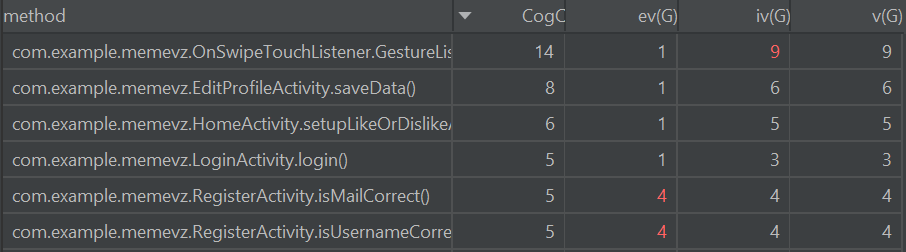 method CogC ev(G) iv(G) v(G)
com.example.memevz.OnSwipeTouchListener.GestureLis 14 1 9 9
com.example.memevz.EditProfileActivity.saveData() 8 1 6 6
com.example.memevz.HomeActivity.setupLikeOrDislike 6 1 5 5
com.example.memevz.LoginActivity.login() 5 1 3 3
com.example.memevz.RegisterActivity.isMailCorrect() 5 4 4 4
com.example.memevz.RegisterActivity.isUsernameCorre 5 4 4 4